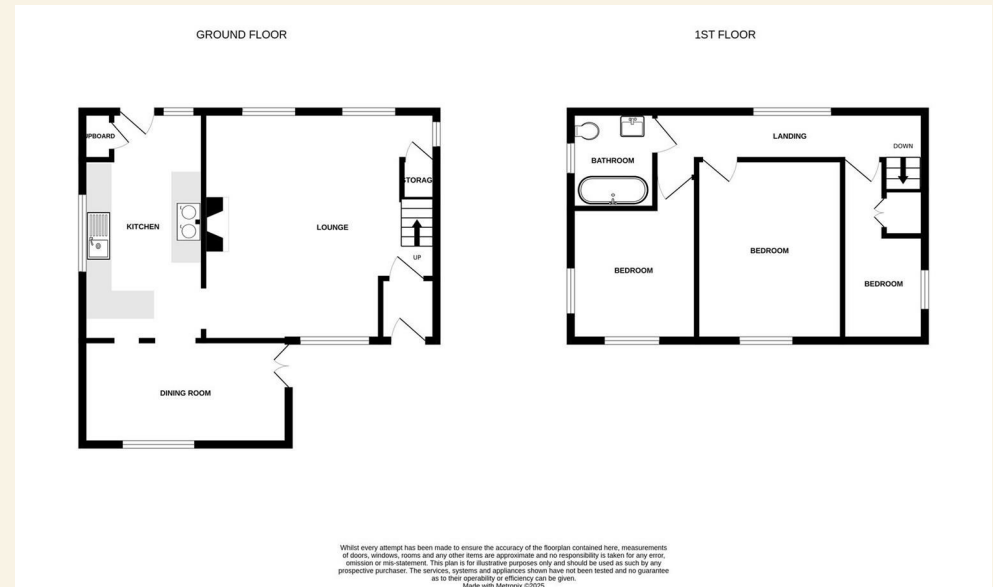 GROUND FLOOR
1ST FLOOR
UPBOARD
KITCHEN
LOUNGE
STORAG
UP
DINING ROOM
BATHROOM
LANDING
DOWN
BEDROOM
BEDROOM
BEDROOM
Whilst every attempt has been made to ensure the accuracy of the floorplan contained here, measurements
of doors, windows, rooms and any other items are approximate and no responsibility is taken for any error,
omission or mis-statement. This plan is for illustrative purposes only and should be used as such by any
prospective purchaser. The services, systems and appliances shown have not been tested and no guarantee
as to their operability or efficiency can be given.
Made with Metropix ©2025